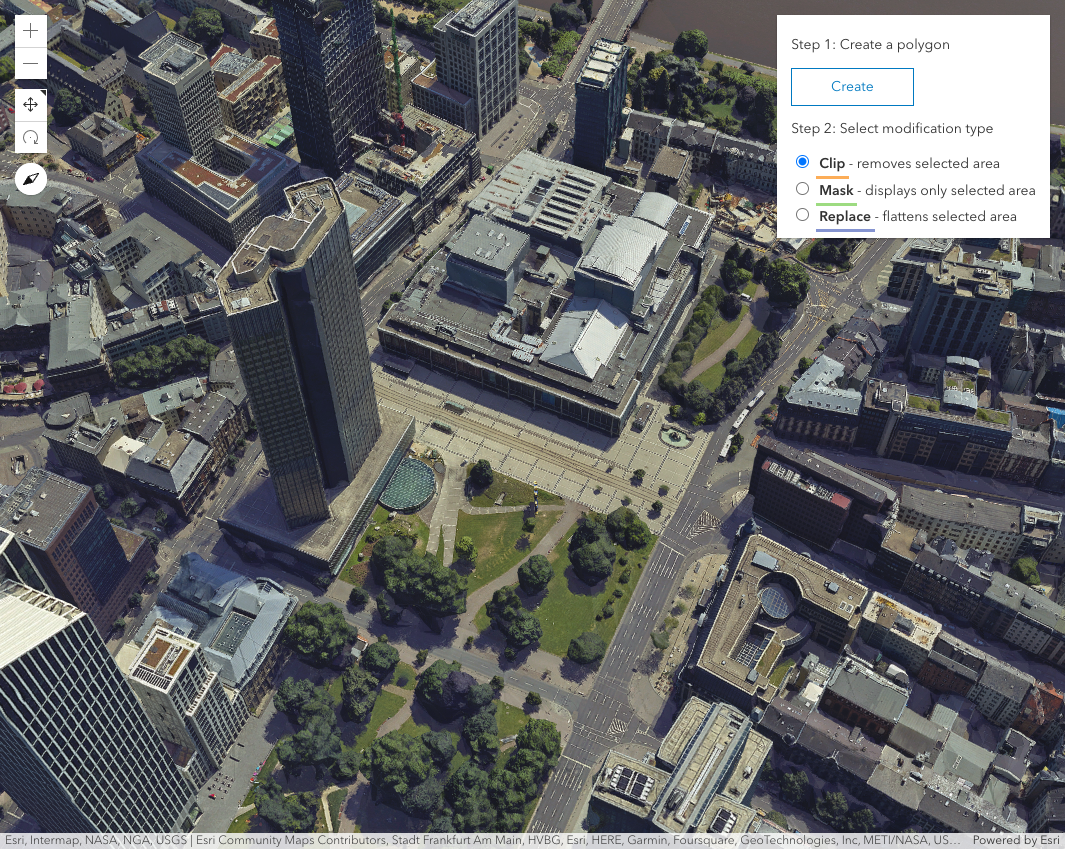 Step 1: Create a polygon
Create
Step 2: Select modification type
Clip - removes selected area
Mask - displays only selected area
Replace - flattens selected area
Esri, Intermap, NASA, NGA, USGS | Esri Community Maps Contributors, Stadt Frankfurt Am Main, HVBG, Esri, HERE, Garmin, Foursquare, GeoTechnologies, Inc, METI/NASA, US... Powered by Esri